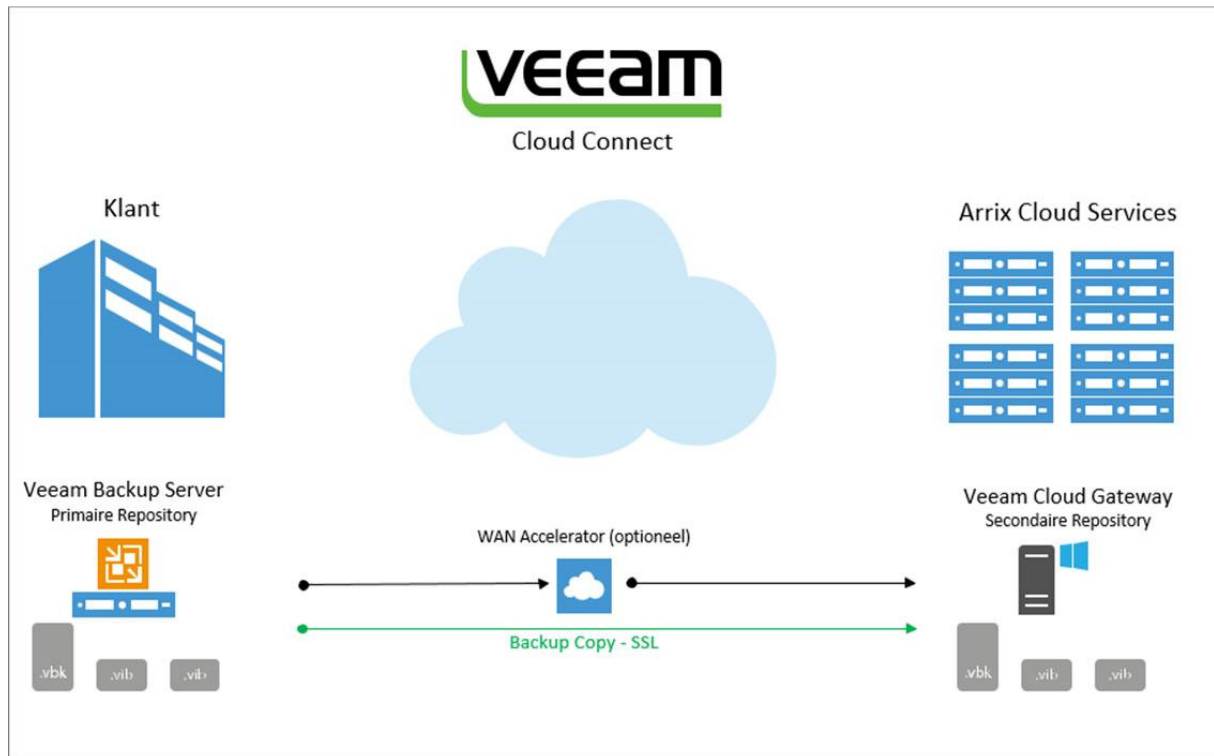 veeam
Cloud Connect
Klant
Arrix Cloud Services
Veeam Backup Server
Primaire Repository
Veeam Cloud Gateway
Secondaire Repository
WAN Accelerator (optioneel)
Backup Copy - SSL
.vbk
.vib
.vib
.vbk
.vib
.vib